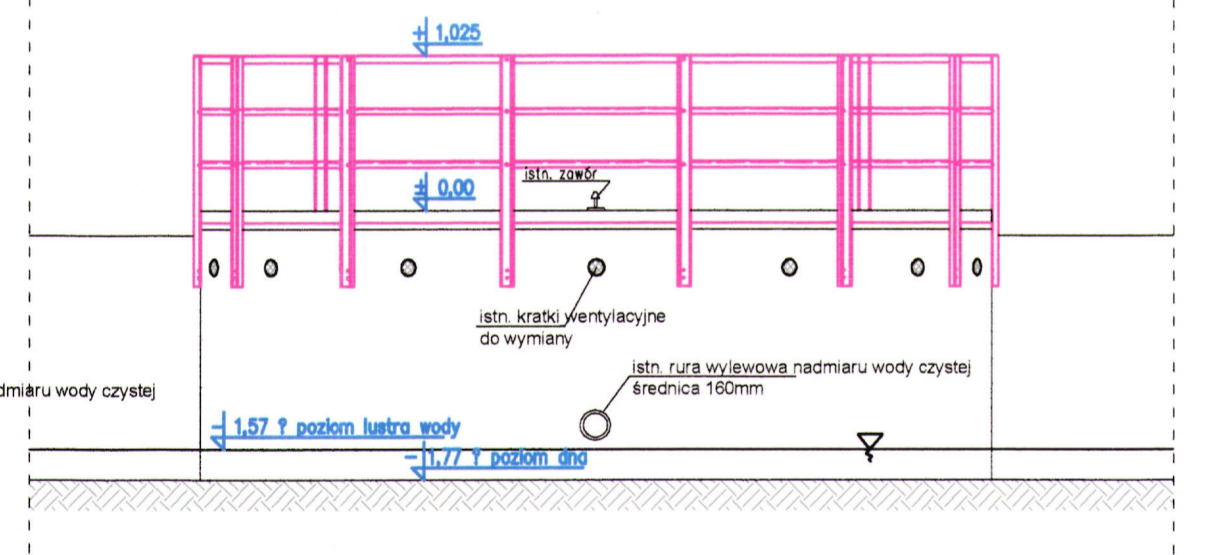 + 1,025
istn. zawór
± 0,00
istn. kratki wentylacyjne
do wymiany
istn. rura wylewowa nadmiaru wody czystej
średnica 160mm
dmiaru wody czystej
- 1,57 ? poziom lustra wody
- 1,77 ? poziom dna